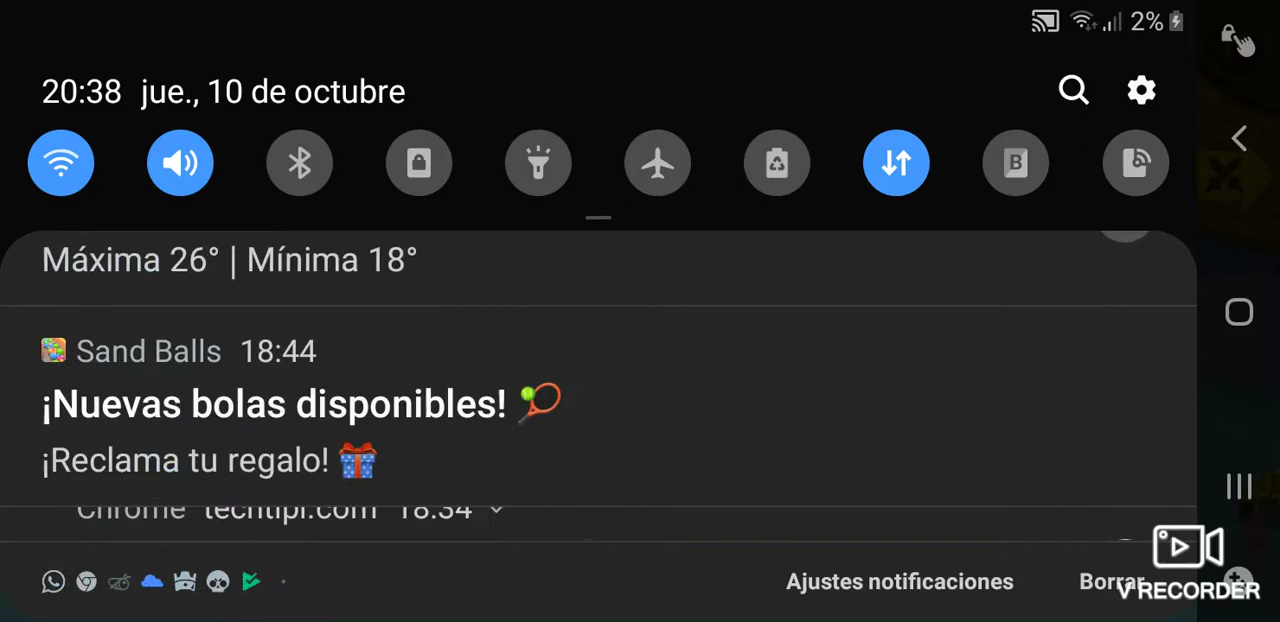 2%
20:38 jue., 10 de octubre
B
Máxima 26° | Mínima 18°
Sand Balls 18:44
¡Nuevas bolas disponibles!
¡Reclama tu regalo!
Chrome techtipl.com 18:34
Ajustes notificaciones
Borrar
V RECORDER